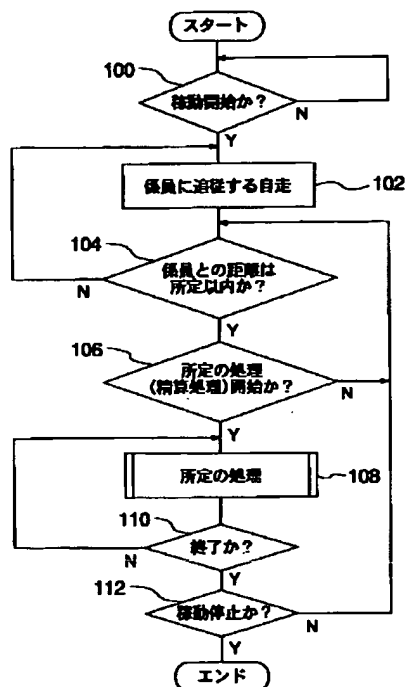 スタート
100
稼動開始か?
N
Y
係員に追従する自走
102
104
係員との距離は
所定以内か?
N
Y
106
所定の処理
(精算処理)開始か?
N
Y
所定の処理
108
110
終了か?
N
Y
112
稼動停止か?
N
Y
エンド